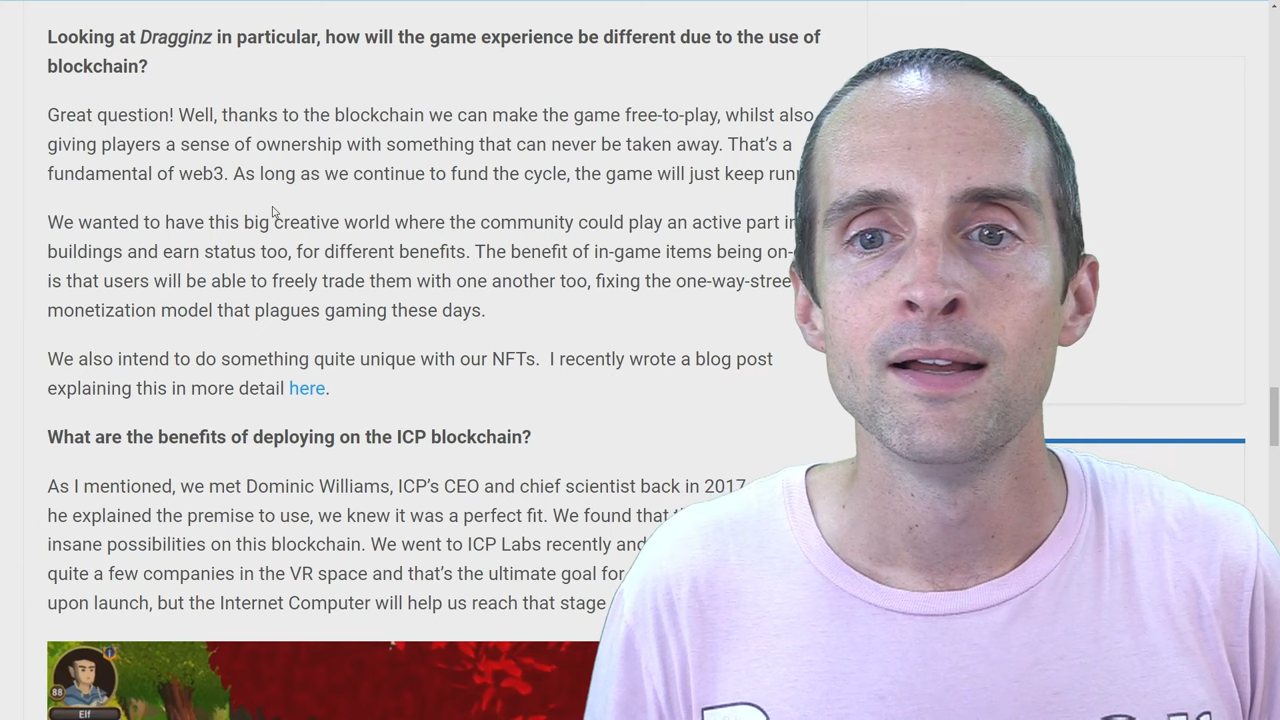 Looking at Dragginz in particular, how will the game experience be different due to the use of
blockchain?
Great question! Well, thanks to the blockchain we can make the game free-to-play, whilst also
giving players a sense of ownership with something that can never be taken away. That's a
fundamental of web3. As long as we continue to fund the cycle, the game will just keep run
We wanted to have this big creative world where the community could play an active part in
buildings and earn status too, for different benefits. The benefit of in-game items being on-
is that users will be able to freely trade them with one another too, fixing the one-way-stree
monetization model that plagues gaming these days.
We also intend to do something quite unique with our NFTs. I recently wrote a blog post
explaining this in more detail here.
What are the benefits of deploying on the ICP blockchain?
As I mentioned, we met Dominic Williams, ICP's CEO and chief scientist back in 2017
he explained the premise to use, we knew it was a perfect fit. We found that
insane possibilities on this blockchain. We went to ICP Labs recently and
quite a few companies in the VR space and that's the ultimate goal for
upon launch, but the Internet Computer will help us reach that stage
88
Elf